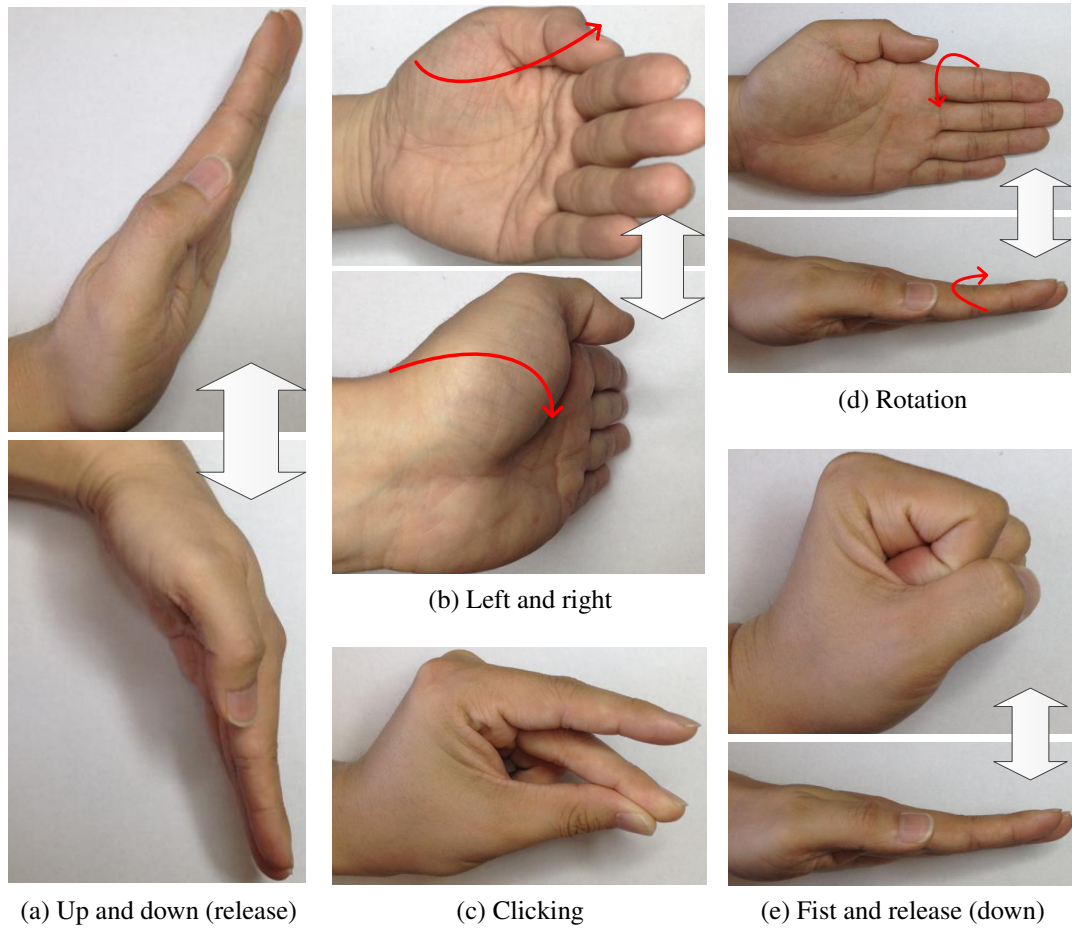 (a) Up and down (release)
(b) Left and right
(c) Clicking
(d) Rotation
(e) Fist and release (down)